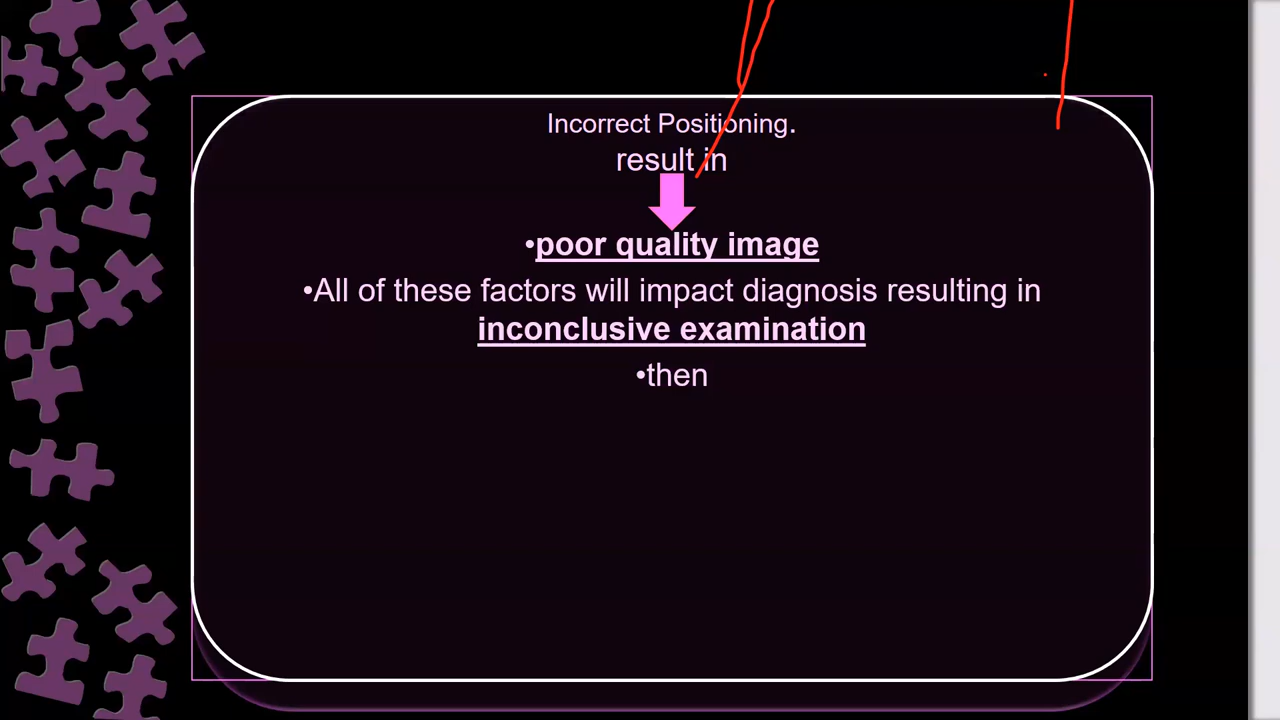 Incorrect Positioning.
result in
•poor quality image
•All of these factors will impact diagnosis resulting in
inconclusive examination
•then